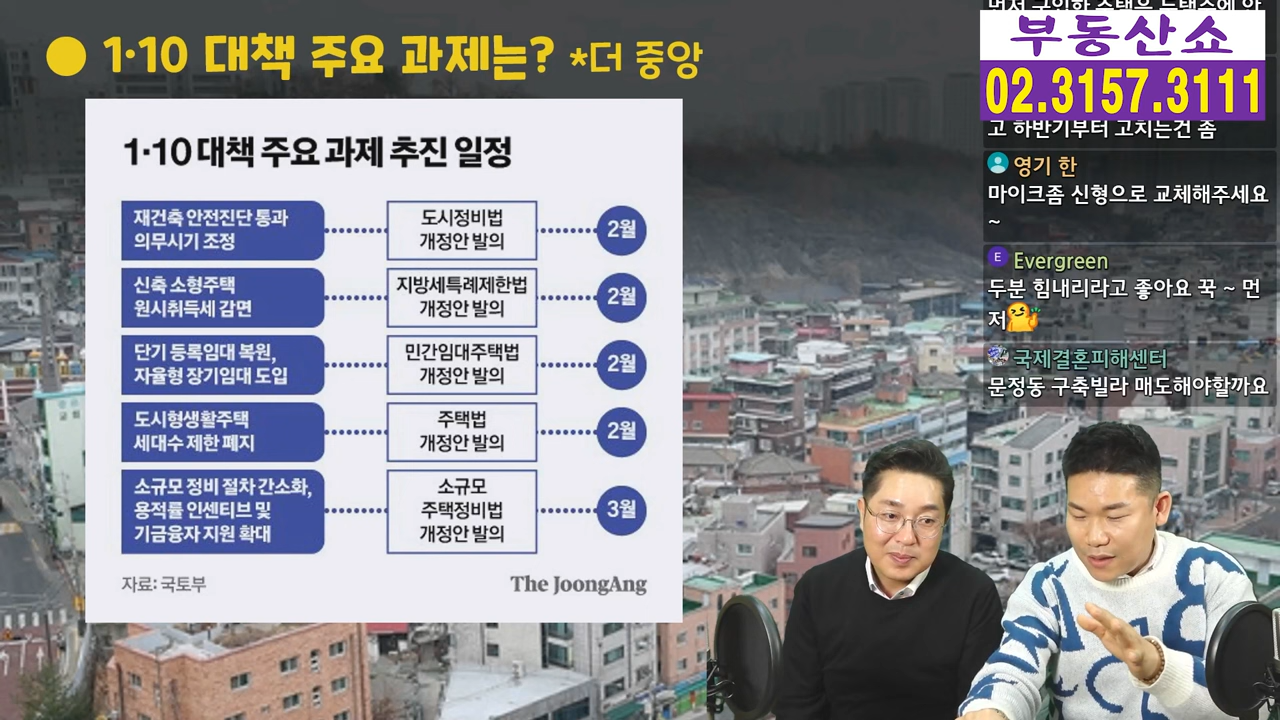 ● 1·10 대책 주요 과제는? *더 중앙
1·10 대책 주요 과제 추진 일정
재건축 안전진단 통과
의무시기 조정
도시정비법
개정안 발의
2월
신축 소형주택
원시취득세 감면
지방세특례제한법
개정안 발의
2월
단기 등록임대 복원,
자율형 장기임대 도입
민간임대주택법
개정안 발의
2월
도시형생활주택
세대수 제한 폐지
주택법
개정안 발의
2월
소규모 정비 절차 간소화,
용적률 인센티브 및
기금융자 지원 확대
소규모
주택정비법
개정안 발의
3월
자료: 국토부
The JoongAng
부동산쇼
02.3157.3111
고 하반기부터 고치는건 좀
영기 한
마이크좀 신형으로 교체해주세요
~
E Evergreen
두분 힘내리라고 좋아요 꾹 ~ 먼
저
국제결혼피해센터
문정동 구축빌라 매도해야할까요